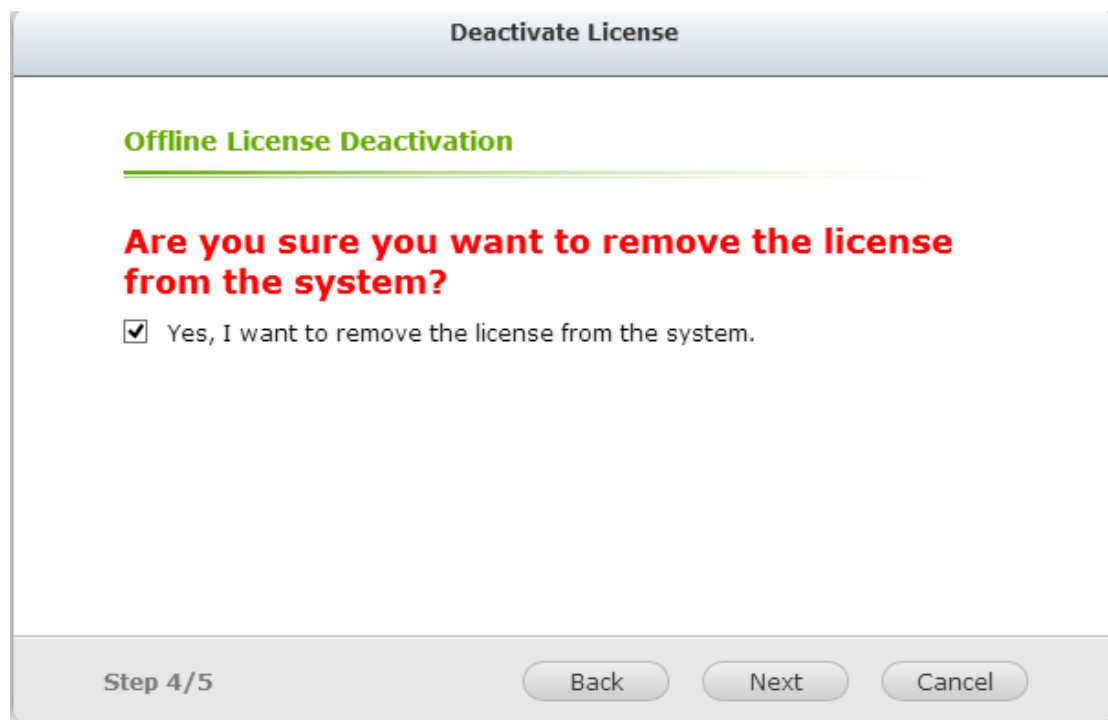 Deactivate License
Offline License Deactivation
Are you sure you want to remove the license
from the system?
Yes, I want to remove the license from the system.
Step 4/5
Back
Next
Cancel